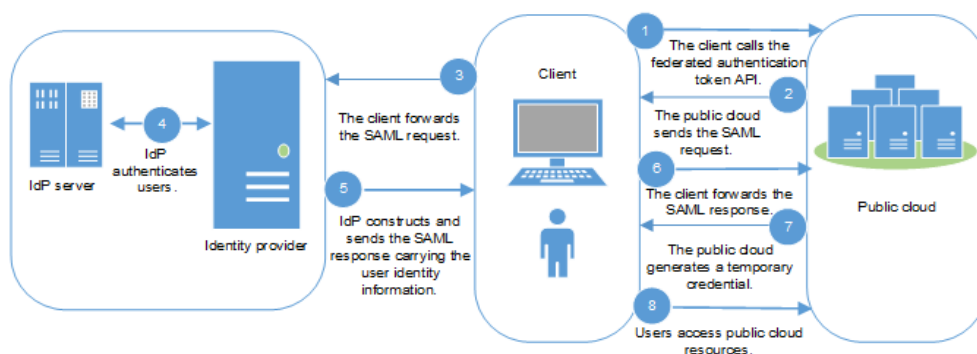 1
The client calls the
federated authentication
token API.
2
The public cloud
sends the SAML
request.
3
The client forwards
the SAML request.
4
IdP
authenticates
users.
IdP server
Identity provider
5
IdP constructs and
sends the SAML
response carrying the
user identity
information.
Client
6
The client forwards the
SAML response.
7
The public cloud
generates a temporary
credential.
8
Users access public cloud
resources.
Public cloud